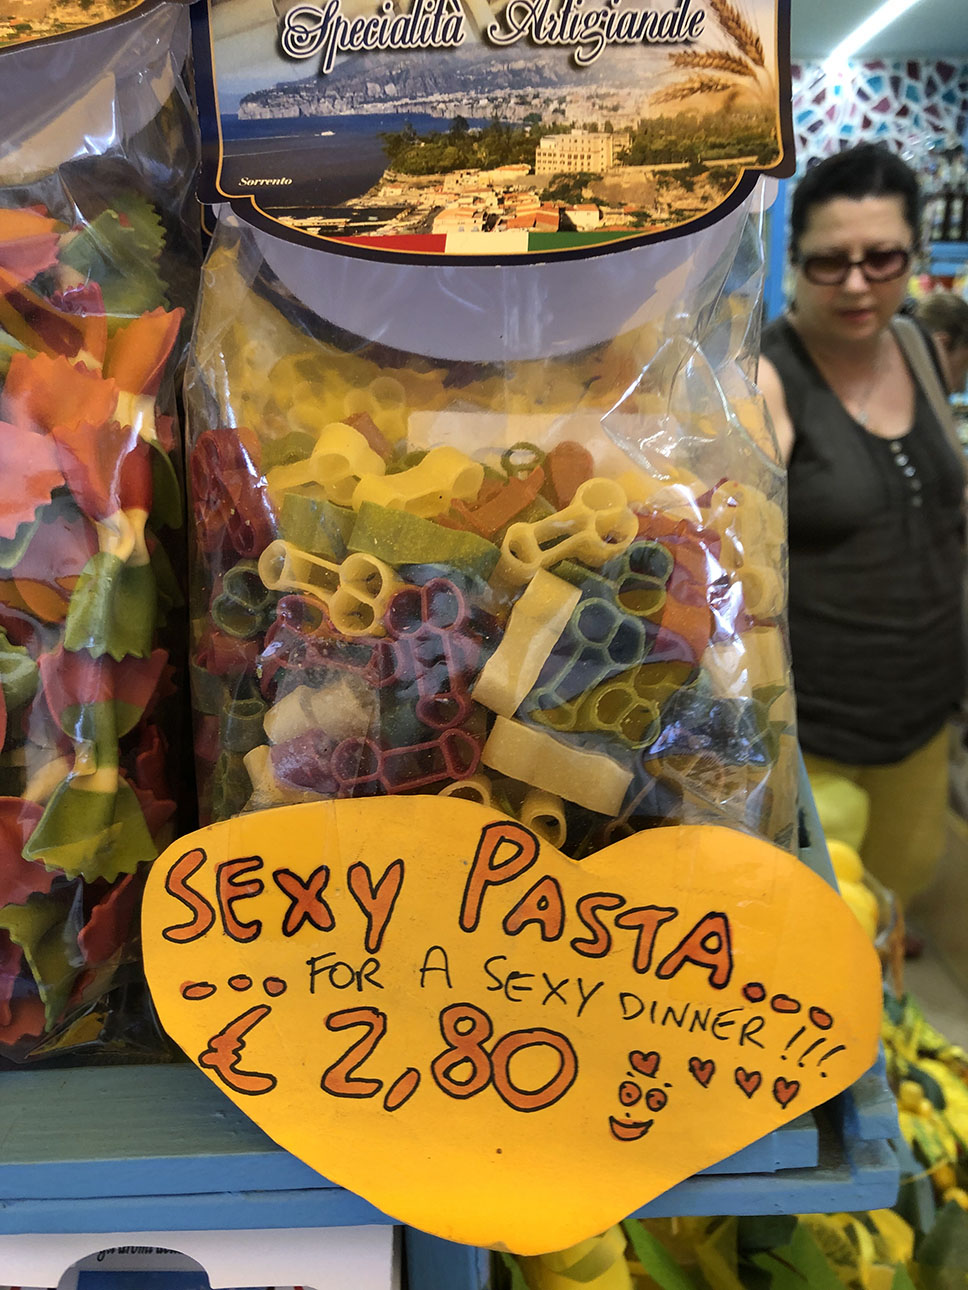 Specialità Artigianale
Sorrento
SEXY PASTA...
...FOR A SEXY DINNER!!!
€ 2,80